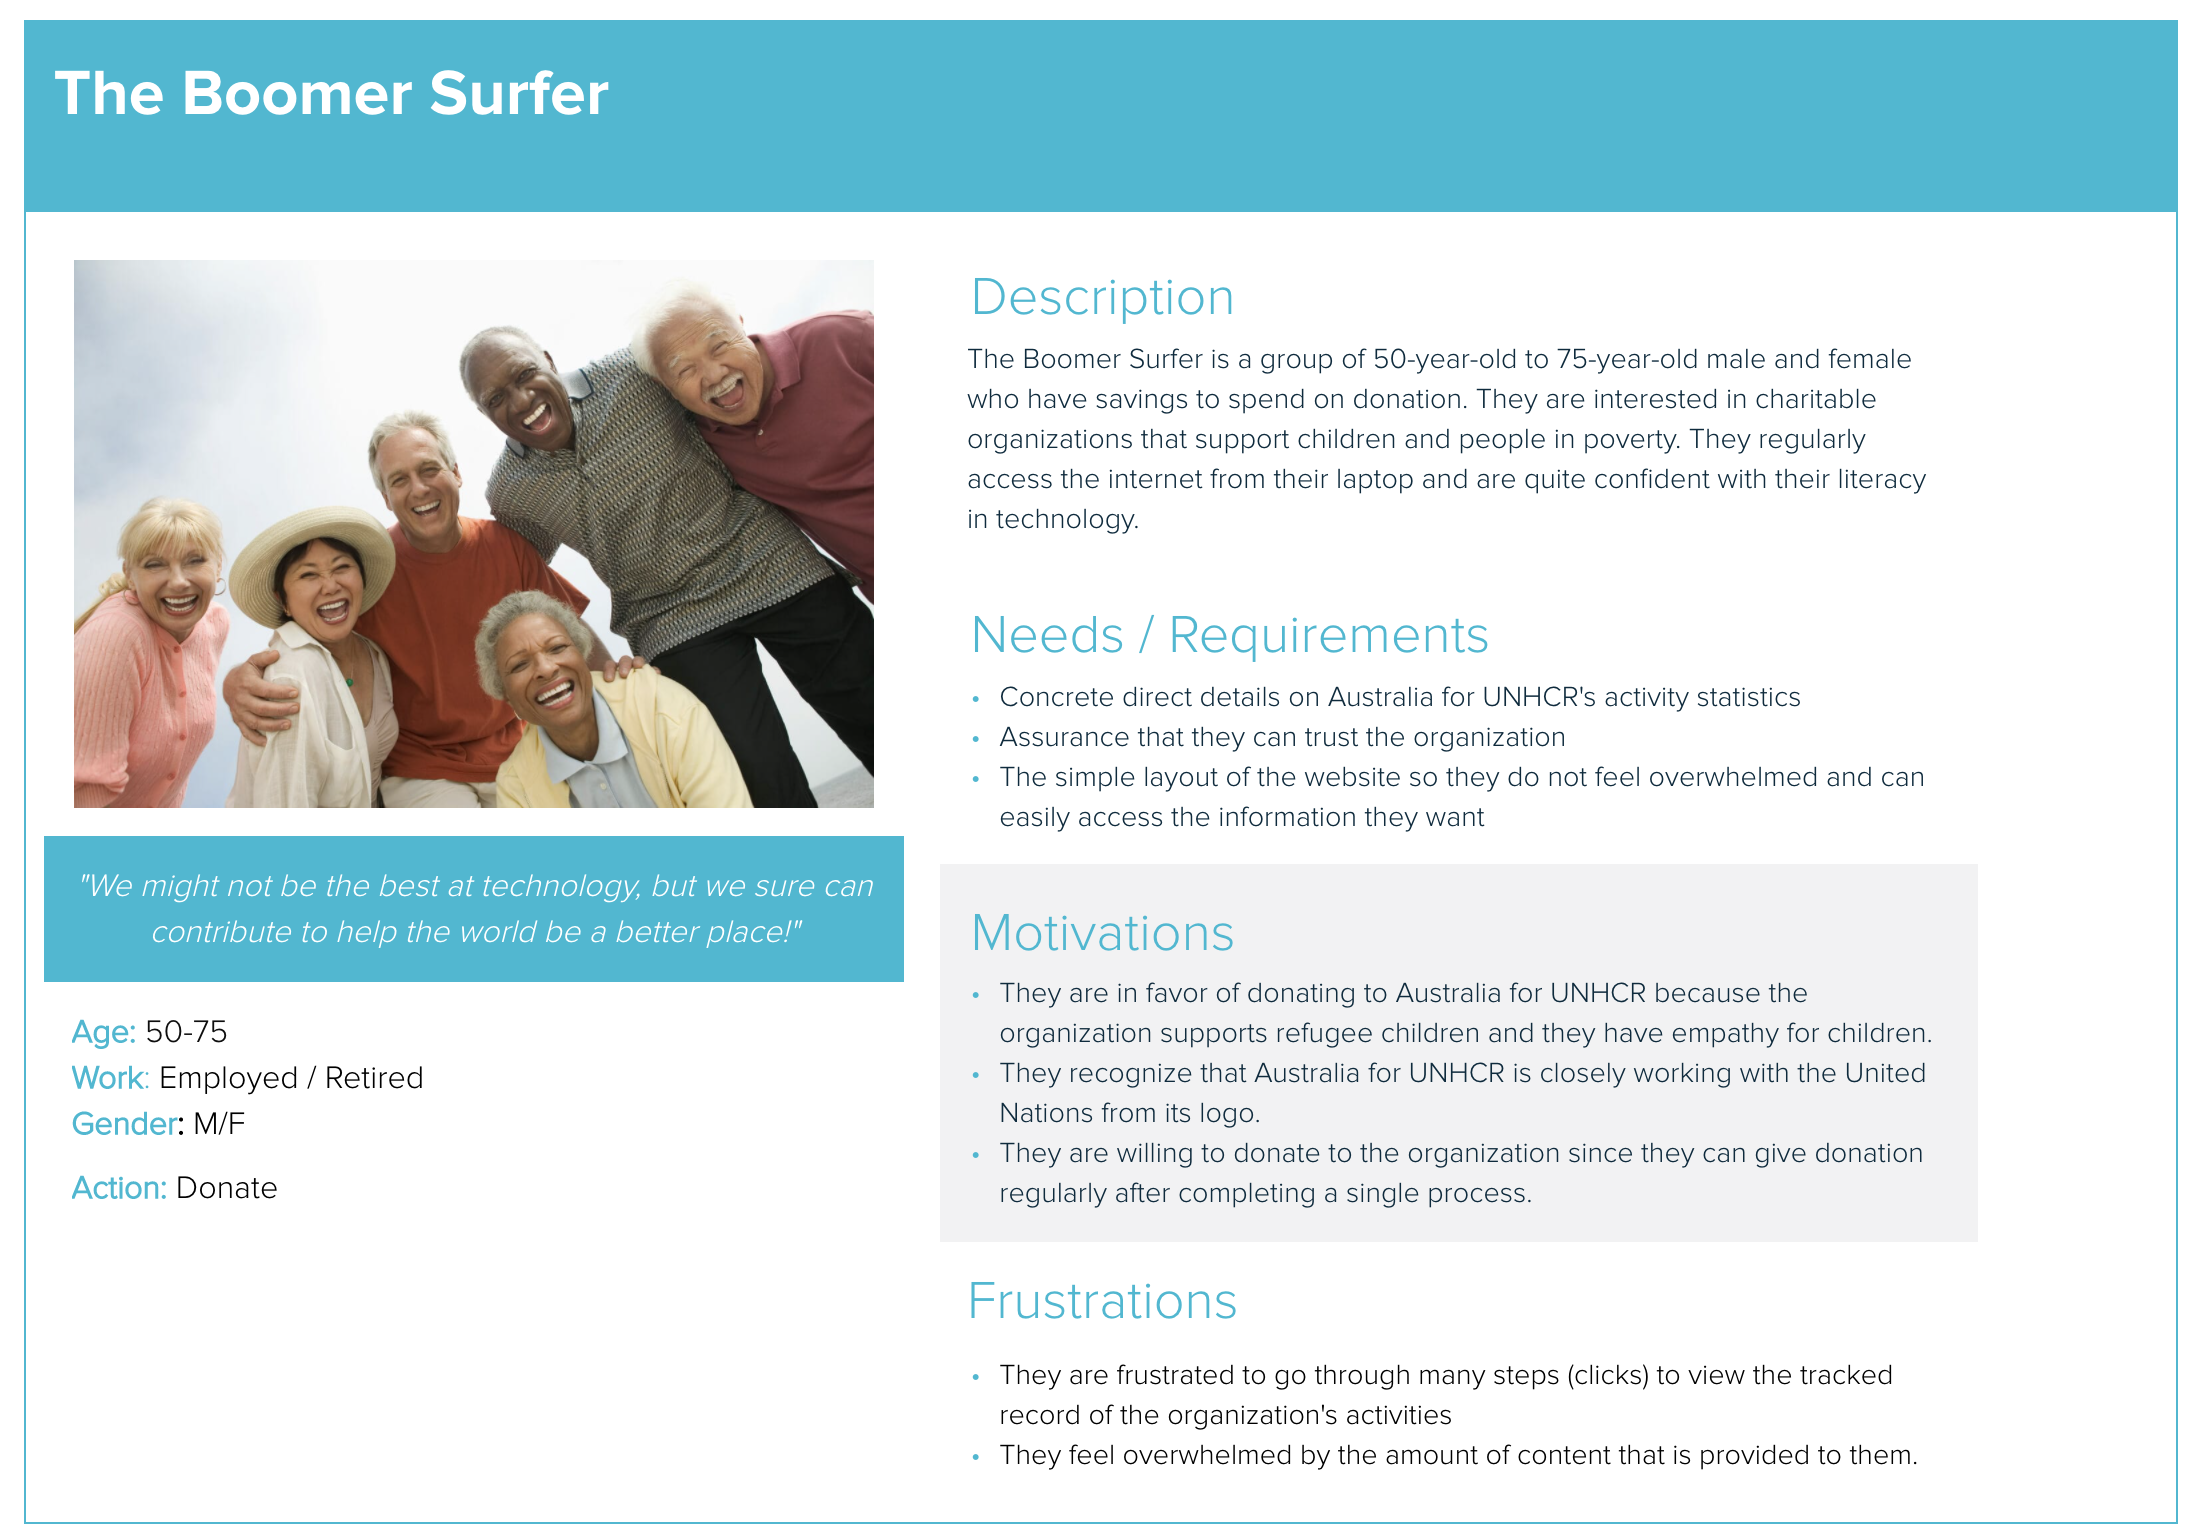 The Boomer Surfer
"We might not be the best at technology, but we sure can
contribute to help the world be a better place!"
Age: 50-75
Work: Employed / Retired
Gender: M/F
Action: Donate
Description
The Boomer Surfer is a group of 50-year-old to 75-year-old male and female
who have savings to spend on donation. They are interested in charitable
organizations that support children and people in poverty. They regularly
access the internet from their laptop and are quite confident with their literacy
in technology.
Needs / Requirements
• Concrete direct details on Australia for UNHCR's activity statistics
• Assurance that they can trust the organization
• The simple layout of the website so they do not feel overwhelmed and can
easily access the information they want
Motivations
• They are in favor of donating to Australia for UNHCR because the
organization supports refugee children and they have empathy for children.
• They recognize that Australia for UNHCR is closely working with the United
Nations from its logo.
• They are willing to donate to the organization since they can give donation
regularly after completing a single process.
Frustrations
• They are frustrated to go through many steps (clicks) to view the tracked
record of the organization's activities
• They feel overwhelmed by the amount of content that is provided to them.